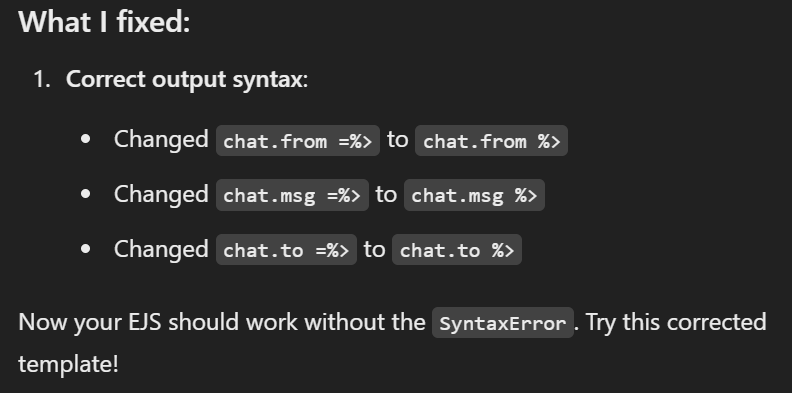 What I fixed:
1. Correct output syntax:
• Changed chat.from =%> to chat.from %>
• Changed chat.msg =%> to chat.msg %>
• Changed chat.to =%> to chat.to %>
Now your EJS should work without the SyntaxError. Try this corrected
template!